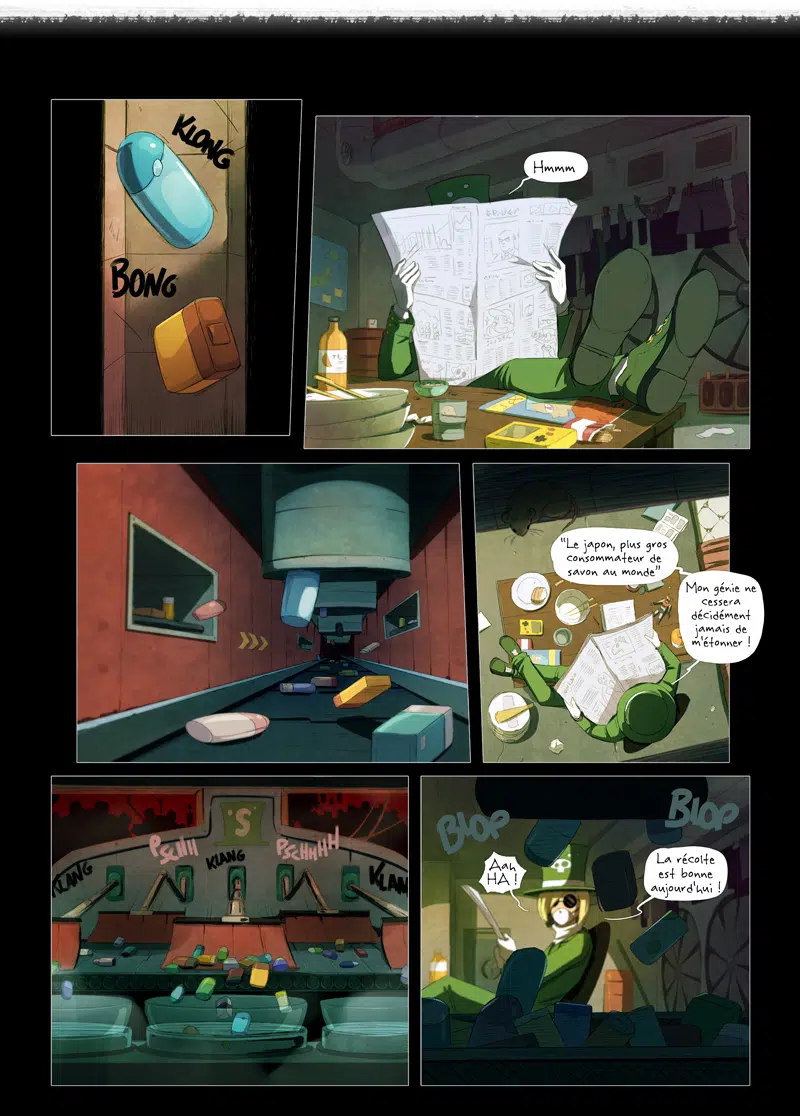 KLONG
BONG
Hmmm
"Le japon, plus gros
consommateur de
savon au monde"
Mon génie ne
cessera
décidément
jamais de
m'étonner !
KLANG
PSCHH
KLANG
S
PSCHHHH
KLANG
BLOP
BLOP
Aah
HA !
La récolte
est bonne
aujourd'hui !